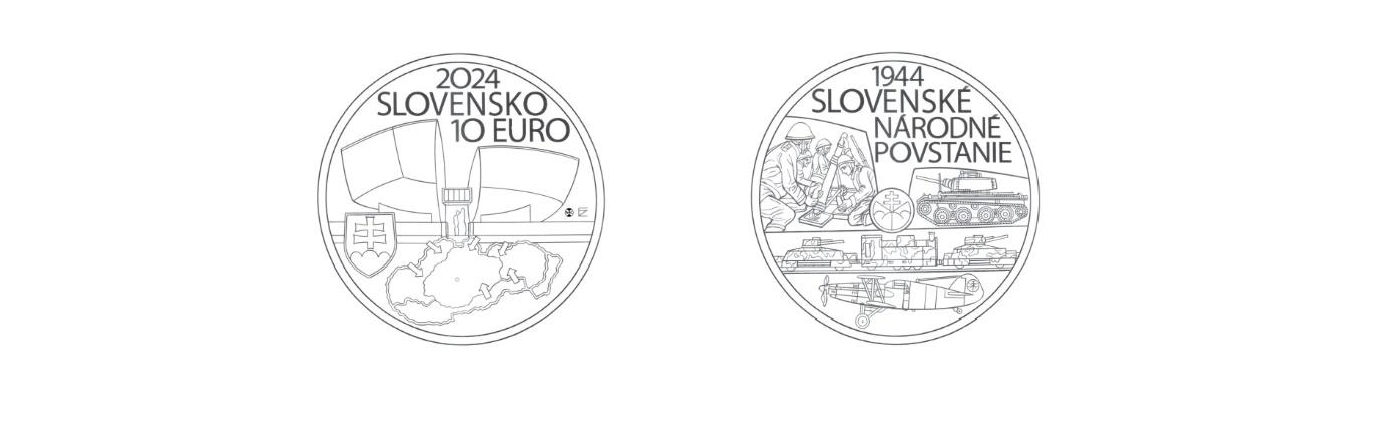 2024
SLOVENSKO
10 EURO
1944
SLOVENSKÉ
NÁRODNÉ
POVSTANIE